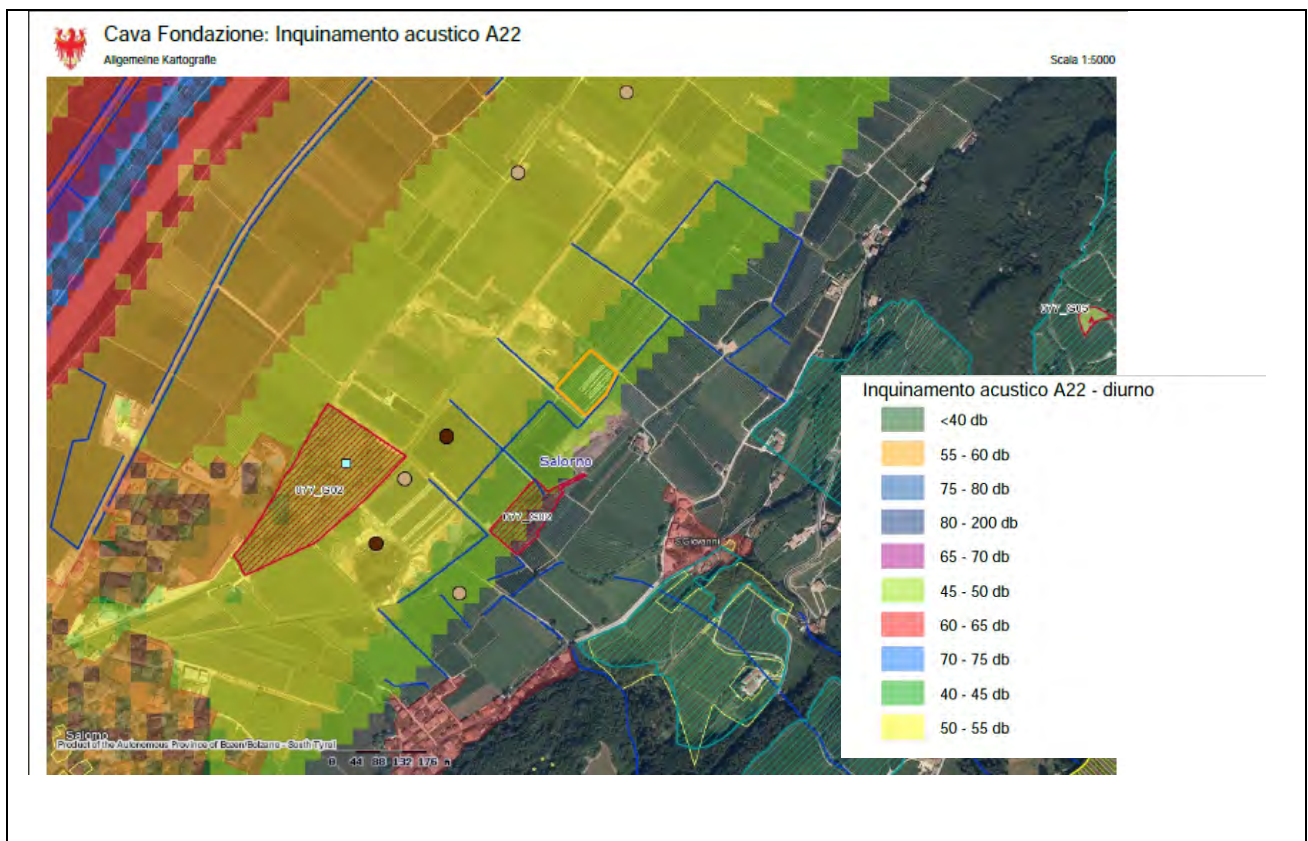 Cava Fondazione: Inquinamento acustico A22
Allgemeine Kartografie
Scala 1:5000
077_IS05
Salorno
077_IS02
077_IS02
S.Giovanni
Salorno
Product of the Autonomous Province of Bozen/Bolzano - South Tyrol
0 44 88 132 176 m
Inquinamento acustico A22 - diurno
<40 db
55 - 60 db
75 - 80 db
80 - 200 db
65 - 70 db
45 - 50 db
60 - 65 db
70 - 75 db
40 - 45 db
50 - 55 db